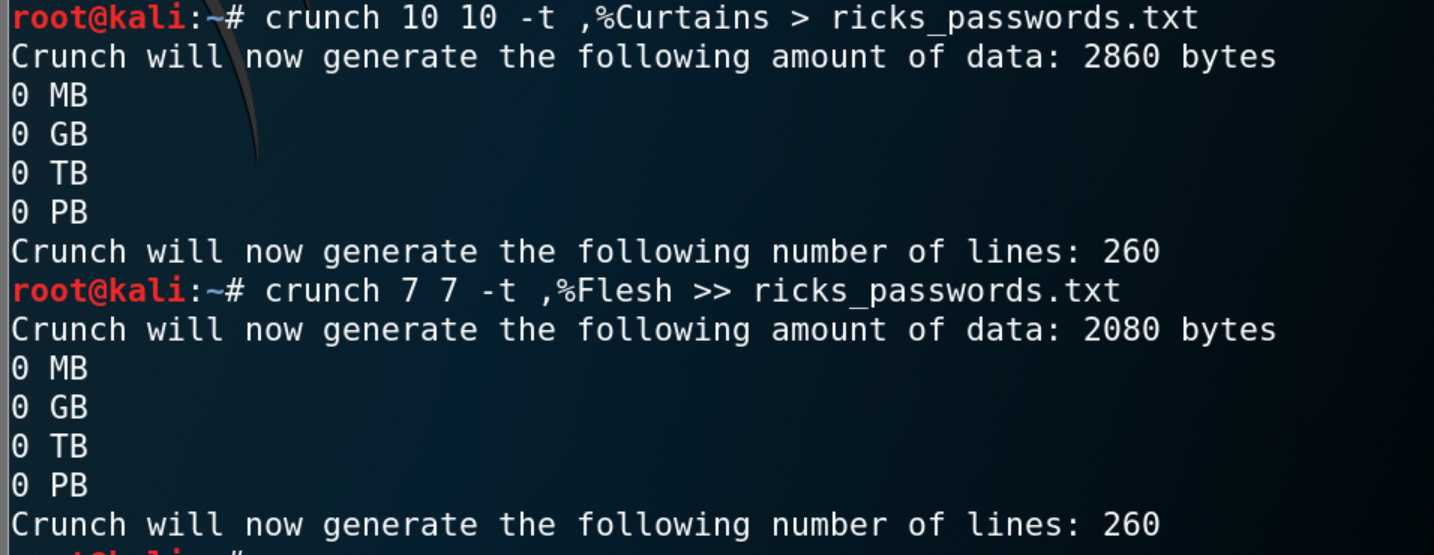 root@kali:~# crunch 10 10 -t ,%Curtains > ricks_passwords.txt
Crunch will now generate the following amount of data: 2860 bytes
0 MB
0 GB
0 TB
0 PB
Crunch will now generate the following number of lines: 260
root@kali:~# crunch 7 7 -t ,%Flesh >> ricks_passwords.txt
Crunch will now generate the following amount of data: 2080 bytes
0 MB
0 GB
0 TB
0 PB
Crunch will now generate the following number of lines: 260